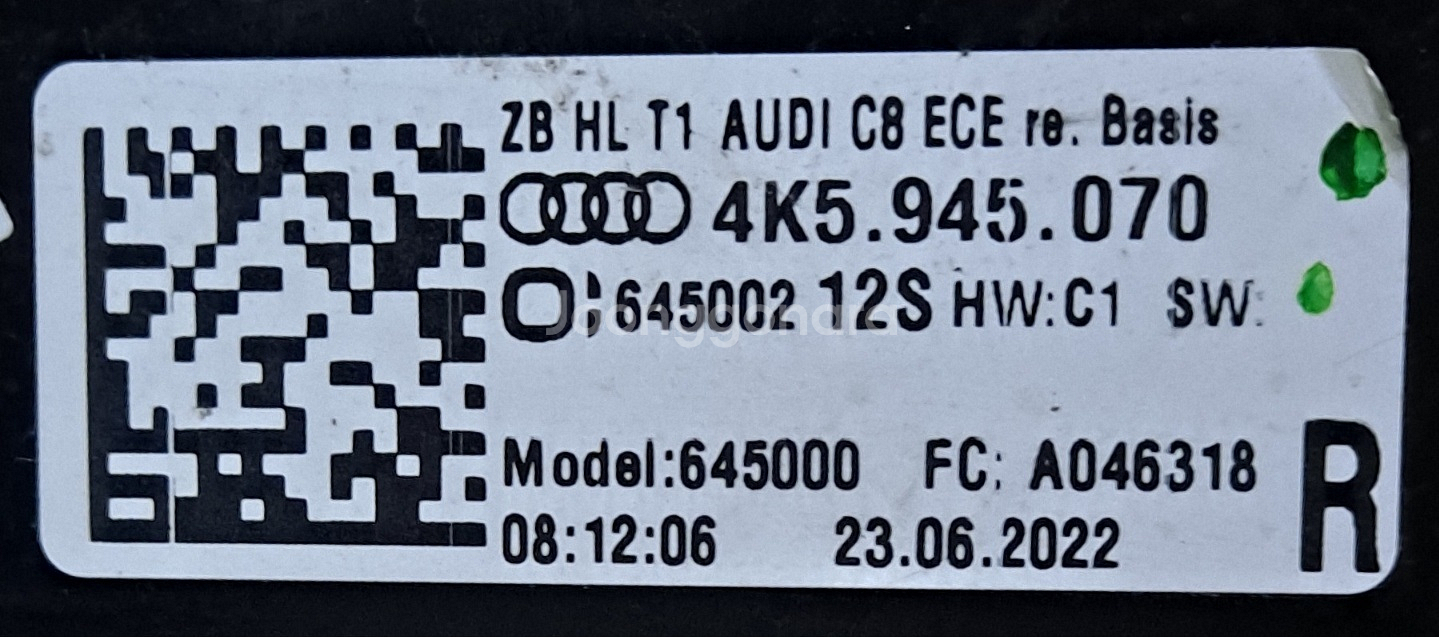 ZB HL T1 AUDI C8 ECE re. Basis
4K5.945.070
645002 12S HW:C1 SW:
Joonggonara
Model:645000 FC: A046318
08:12:06 23.06.2022
R